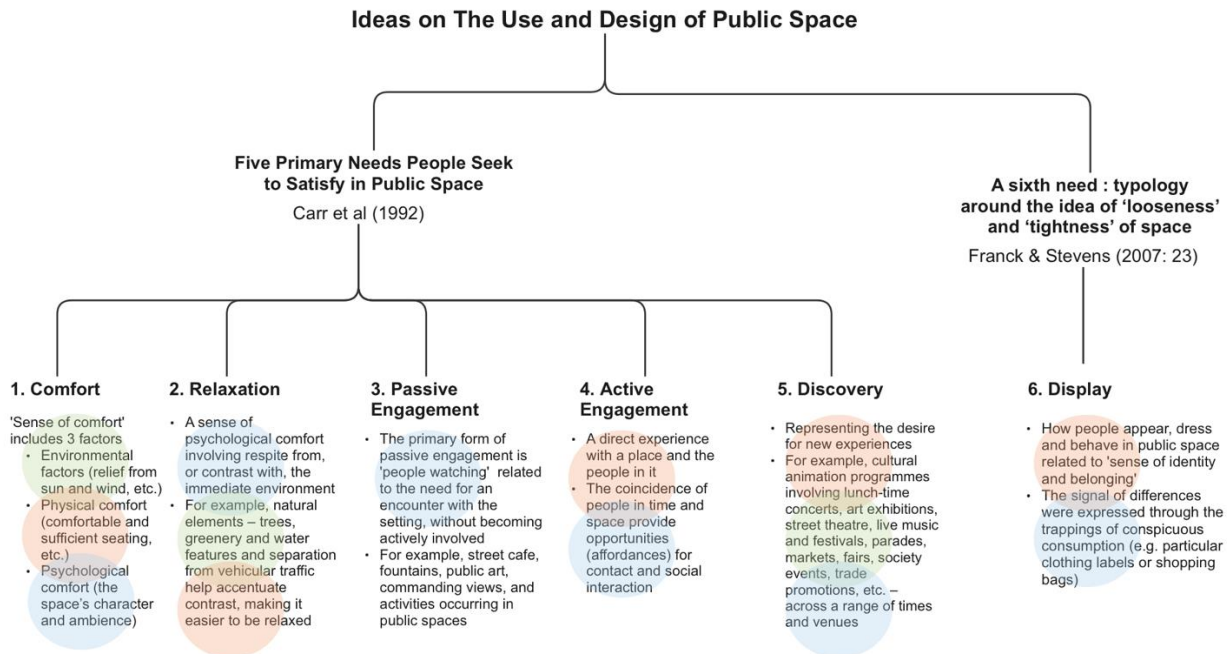 Ideas on The Use and Design of Public Space
Five Primary Needs People Seek
to Satisfy in Public Space
Carr et al (1992)
A sixth need : typology
around the idea of ‘looseness’
and ‘tightness’ of space
Franck & Stevens (2007: 23)
1. Comfort
'Sense of comfort'
includes 3 factors
• Environmental
factors (relief from
sun and wind, etc.)
• Physical comfort
(comfortable and
sufficient seating,
etc.)
• Psychological
comfort (the
space’s character
and ambience)
2. Relaxation
• A sense of
psychological comfort
involving respite from,
or contrast with, the
immediate environment
• For example, natural
elements – trees,
greenery and water
features and separation
from vehicular traffic
help accentuate
contrast, making it
easier to be relaxed
3. Passive
Engagement
• The primary form of
passive engagement is
'people watching' related
to the need for an
encounter with the
setting, without becoming
actively involved
• For example, street cafe,
fountains, public art,
commanding views, and
activities occurring in
public spaces
4. Active
Engagement
• A direct experience
with a place and the
people in it
• The coincidence of
people in time and
space provide
opportunities
(affordances) for
contact and social
interaction
5. Discovery
• Representing the desire
for new experiences
• For example, cultural
animation programmes
involving lunch-time
concerts, art exhibitions,
street theatre, live music
and festivals, parades,
markets, fairs, society
events, trade
promotions, etc. –
across a range of times
and venues
6. Display
• How people appear, dress
and behave in public space
related to 'sense of identity
and belonging'
• The signal of differences
were expressed through the
trappings of conspicuous
consumption (e.g. particular
clothing labels or shopping
bags)